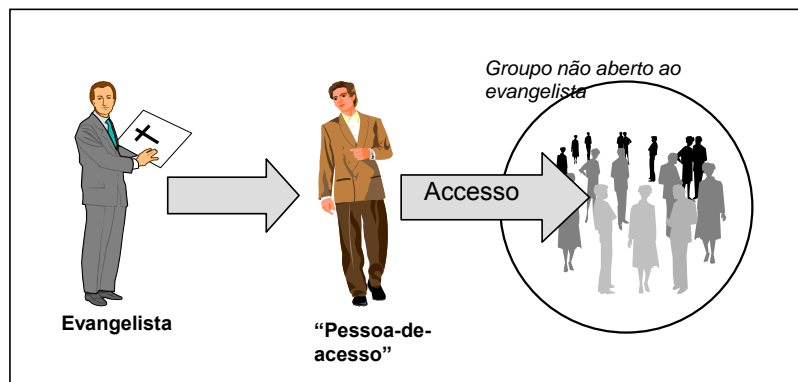 Groupo não aberto ao
evangelista
Accesso
Evangelista
“Pessoa-de-
acesso”